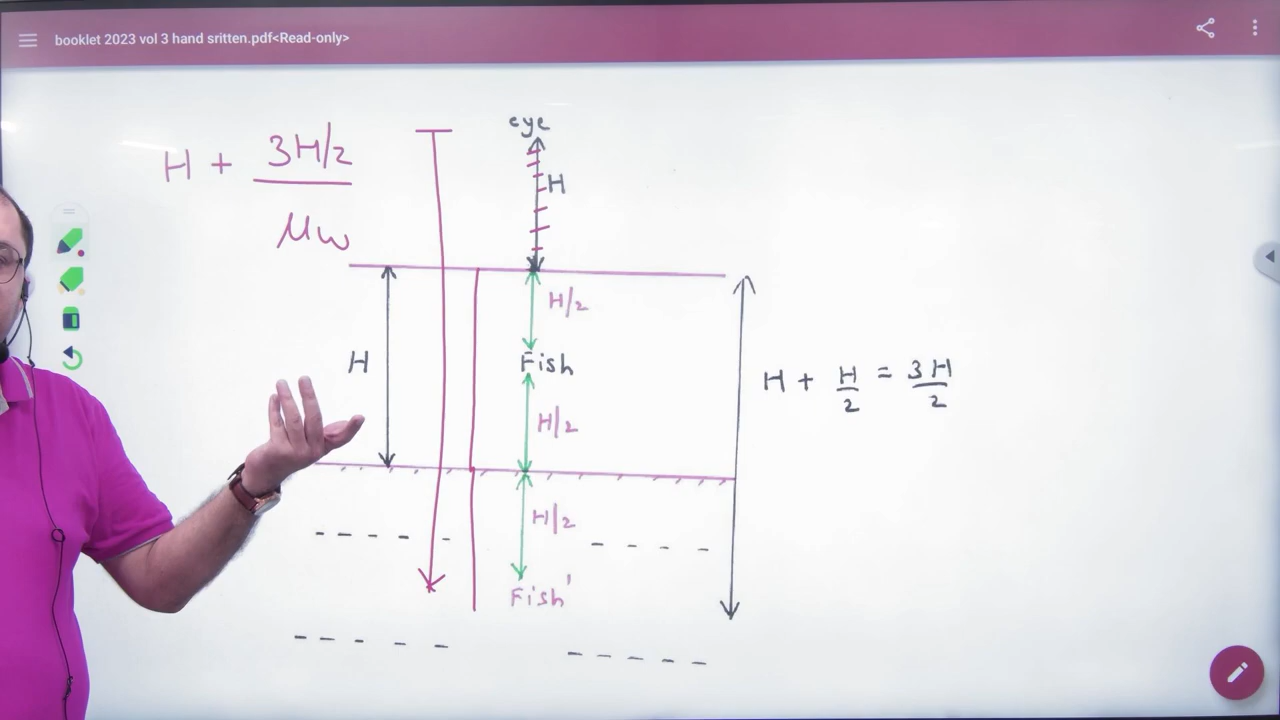 booklet 2023 vol 3 hand sritten.pdf<Read-only>
eye
H + 3H/2
μw
H
H/2
H
Fish
H + H/2 = 3H/2
H/2
H/2
Fish'